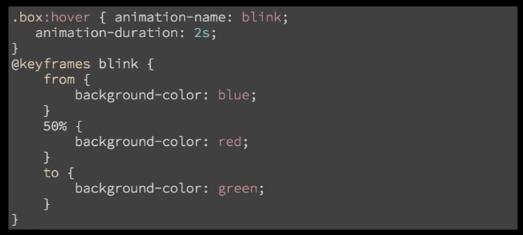 .box:hover { animation-name: blink;
   animation-duration: 2s;
}
@keyframes blink {
    from {
        background-color: blue;
    }
    50% {
        background-color: red;
    }
    to {
        background-color: green;
    }
}